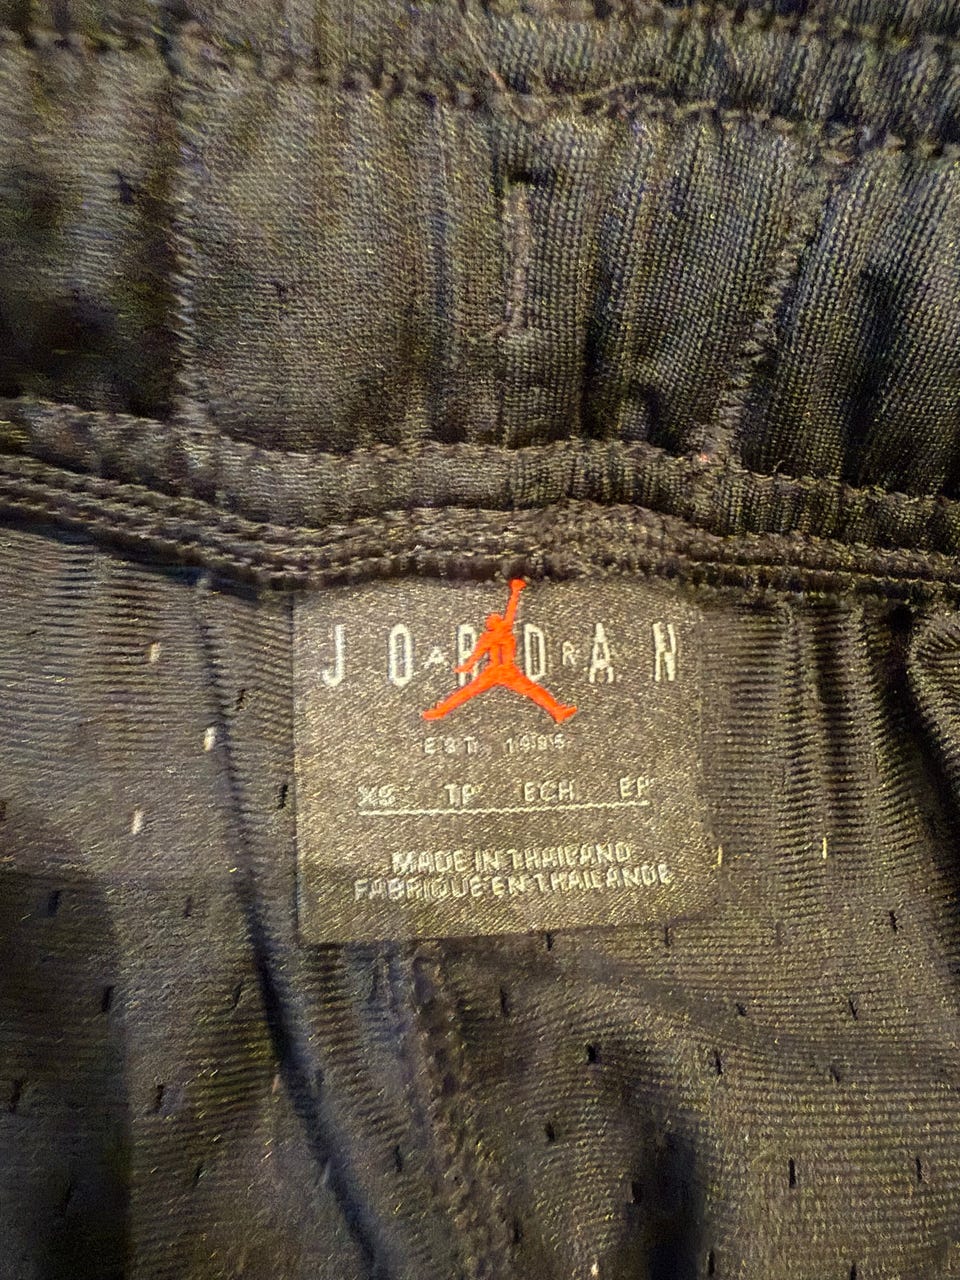 JORDAN
EST. 1985
XS TP ECH EP
MADE IN THAILAND
FABRIQUE EN THAILANDE